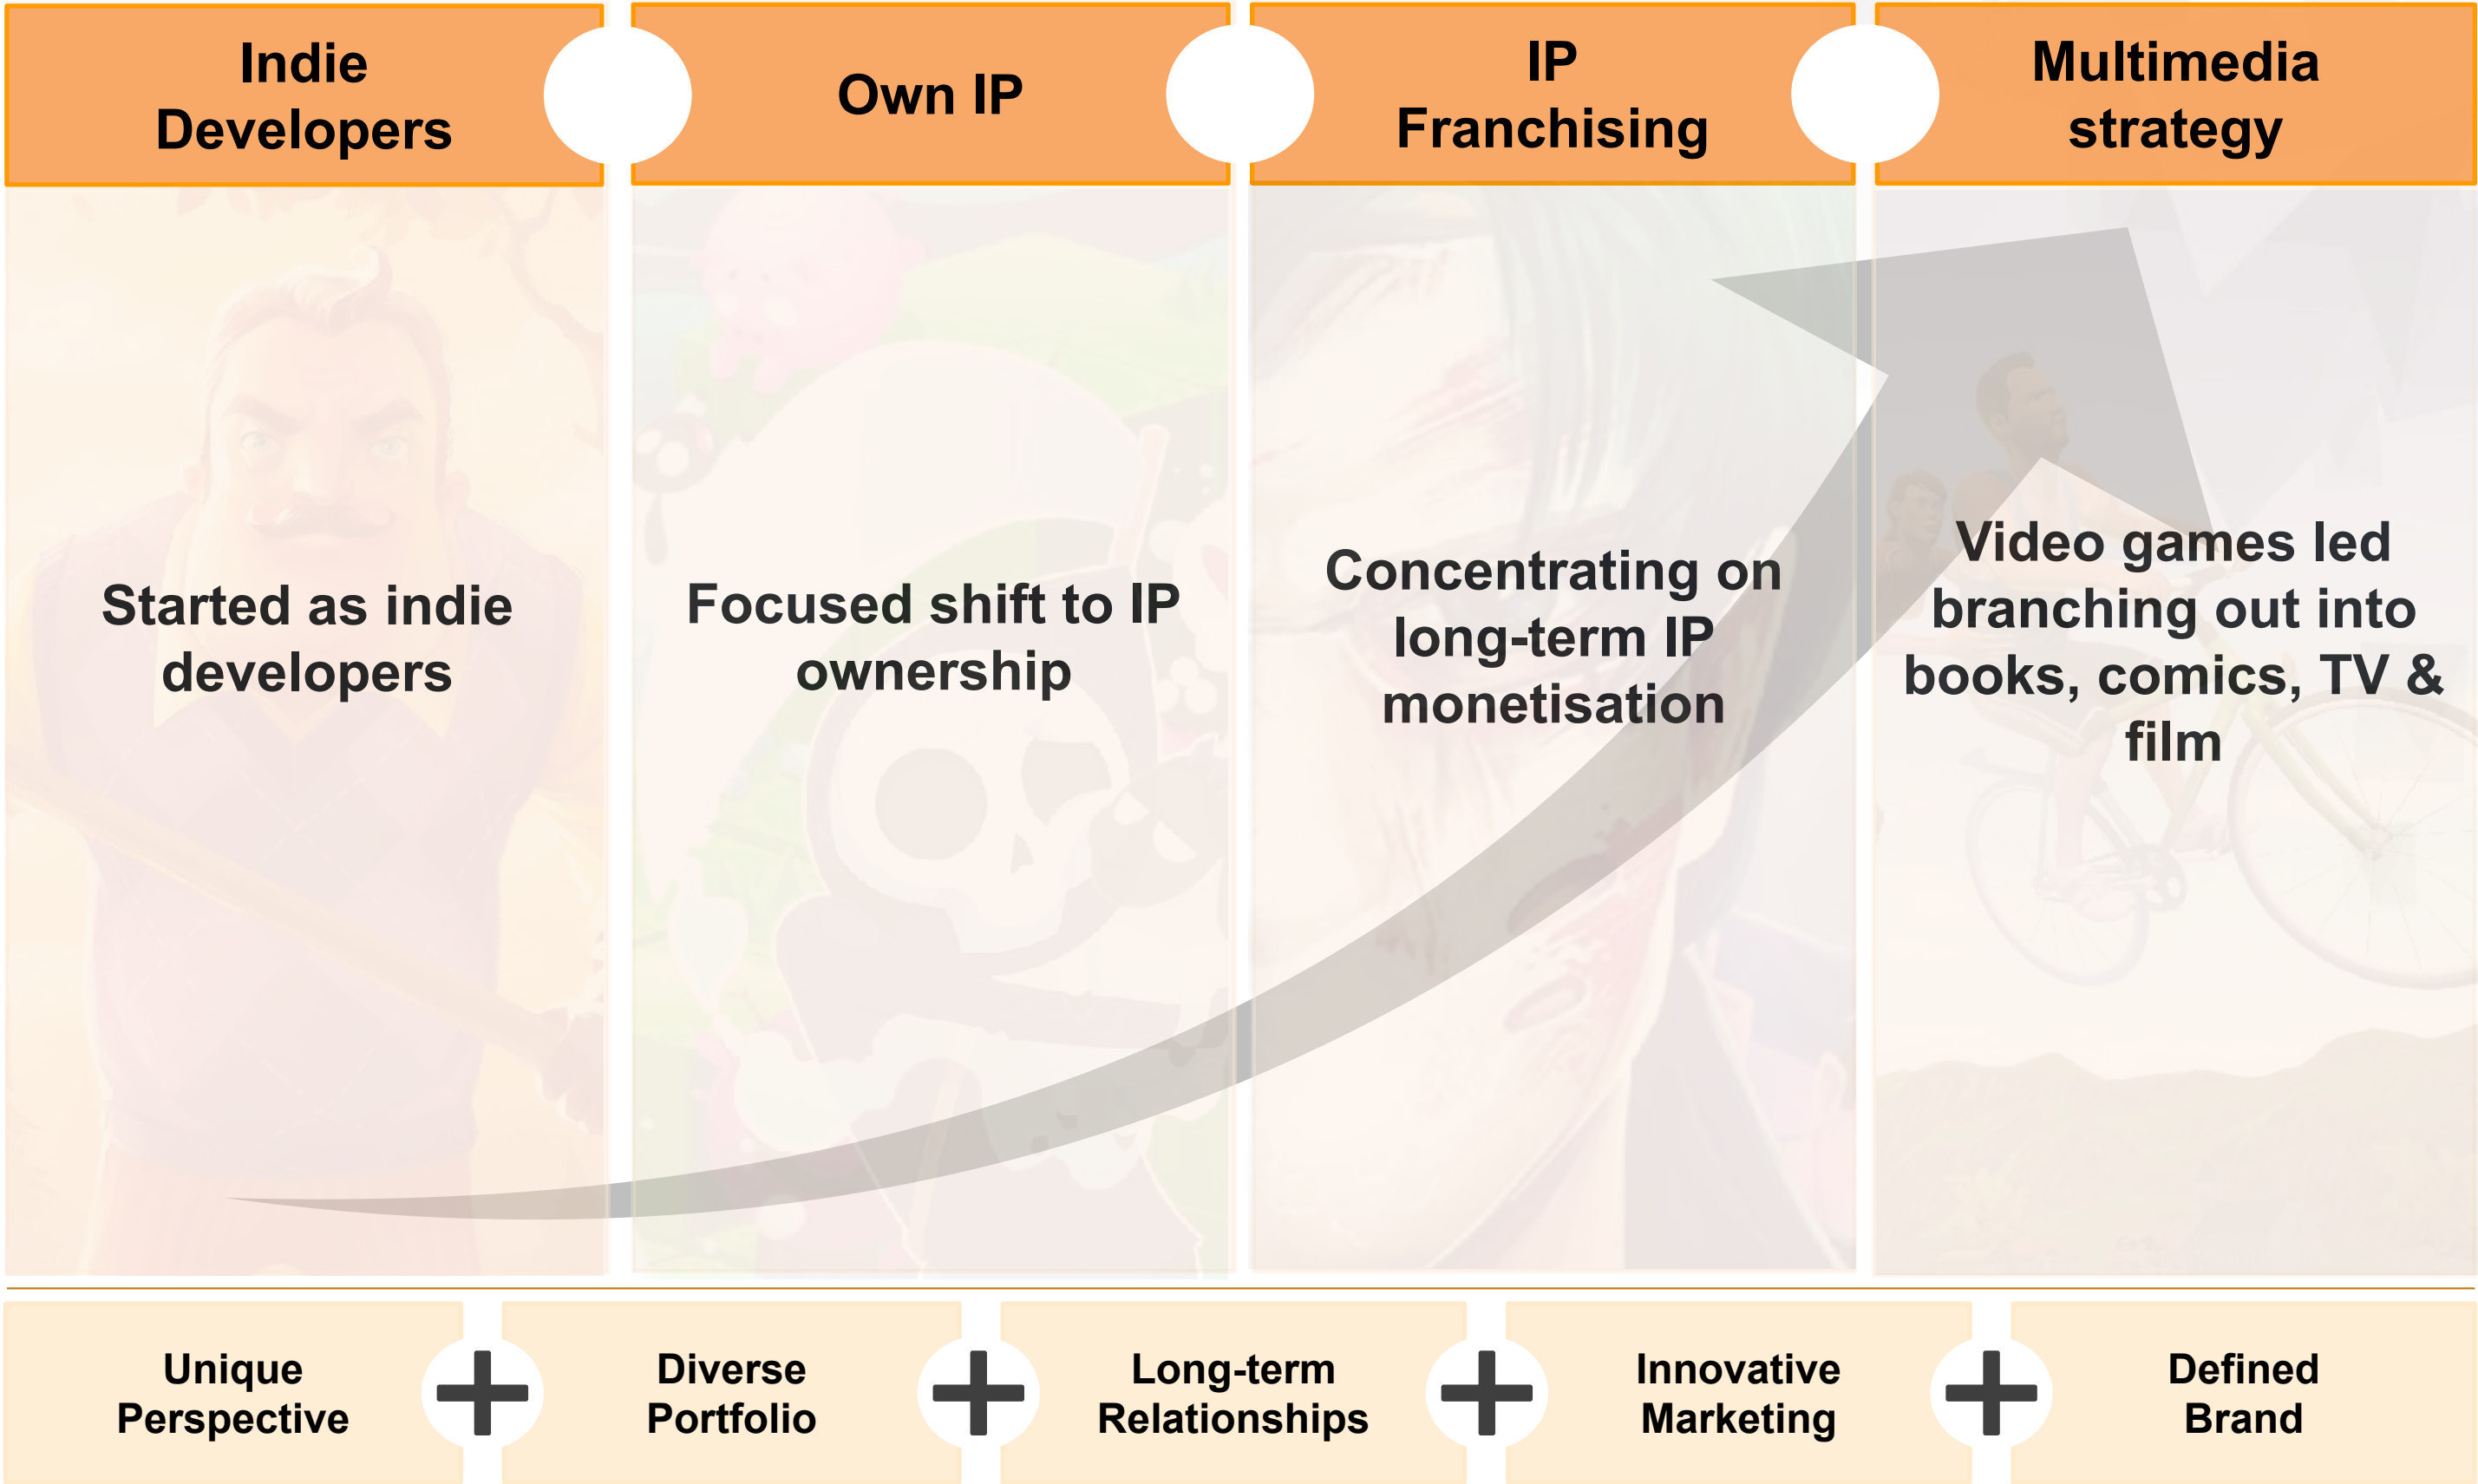 Indie
Developers
Own IP
IP
Franchising
Multimedia
strategy
Started as indie
developers
Focused shift to IP
ownership
Concentrating on
long-term IP
monetisation
Video games led
branching out into
books, comics, TV &
film
Unique
Perspective
Diverse
Portfolio
Long-term
Relationships
Innovative
Marketing
Defined
Brand